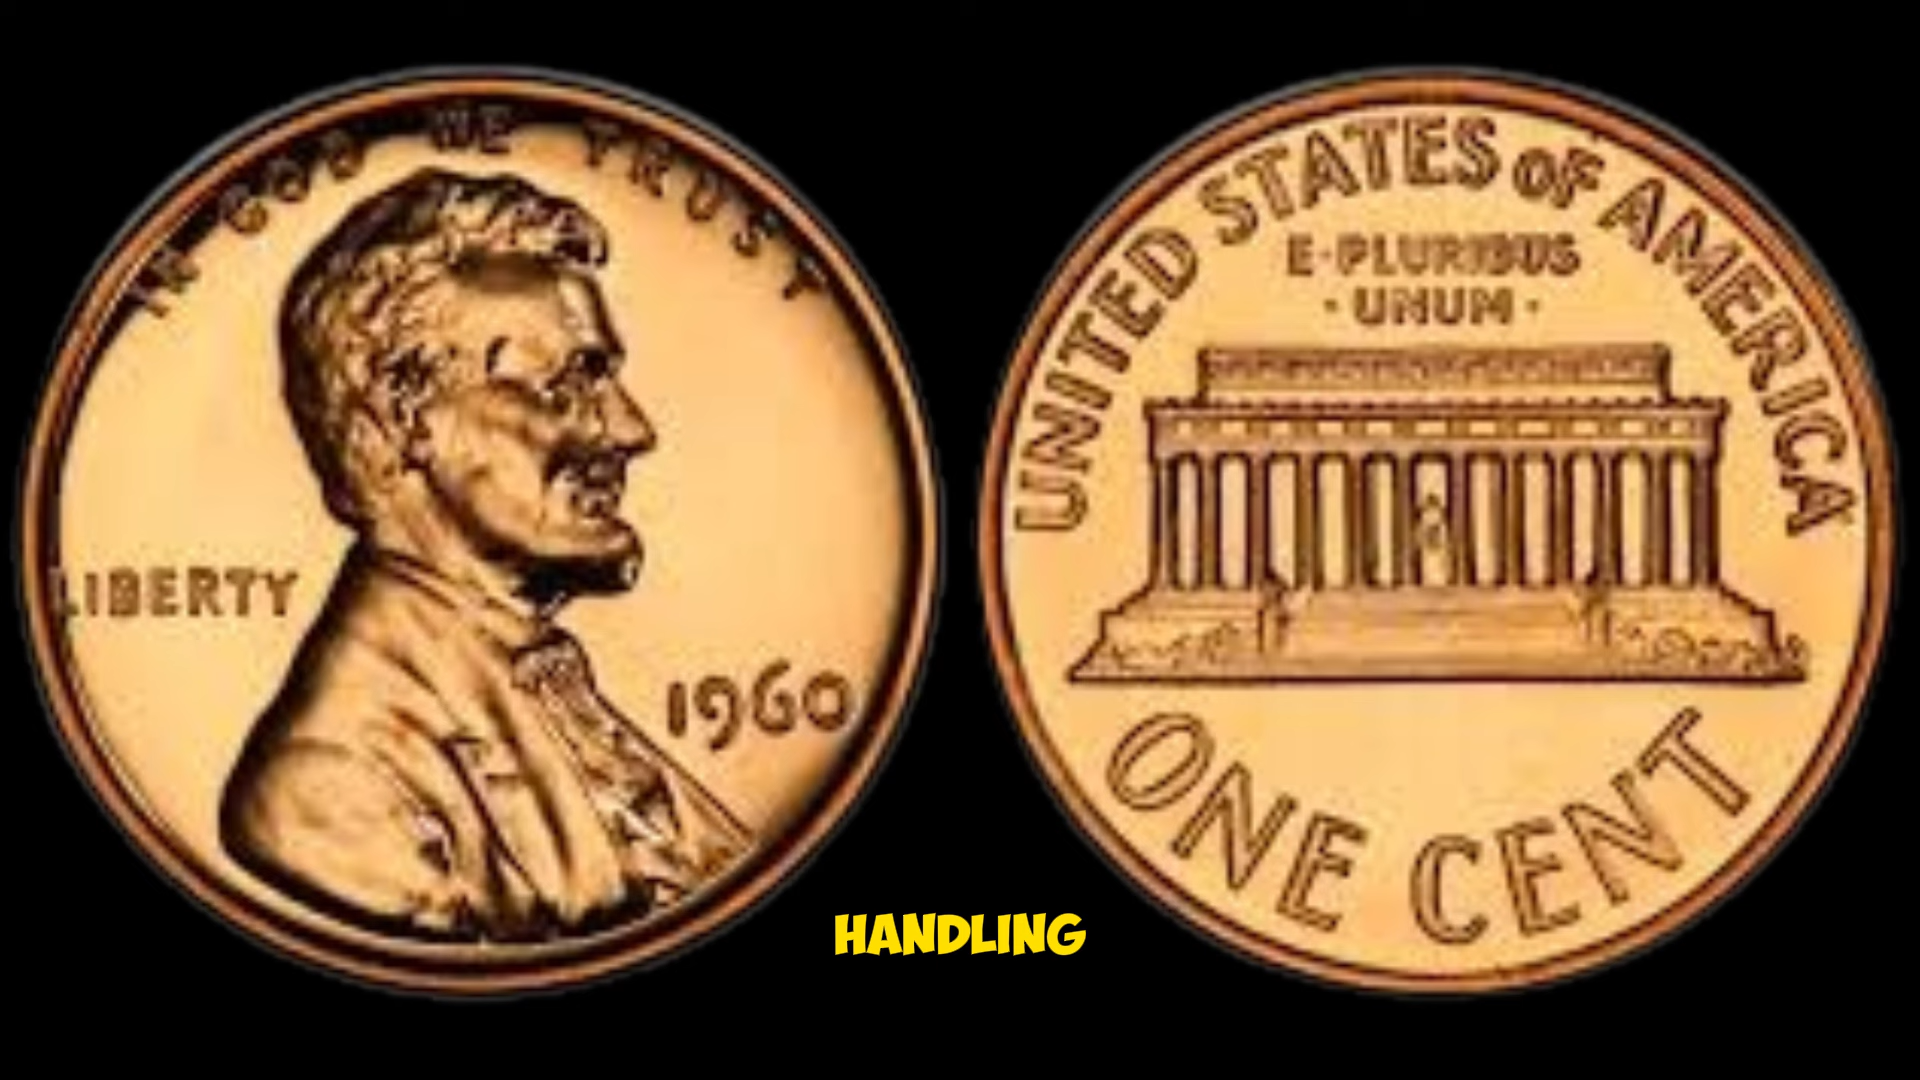 IN GOD WE TRUST
LIBERTY
1960
UNITED STATES OF AMERICA
E·PLURIBUS
·UNUM·
ONE CENT
HANDLING